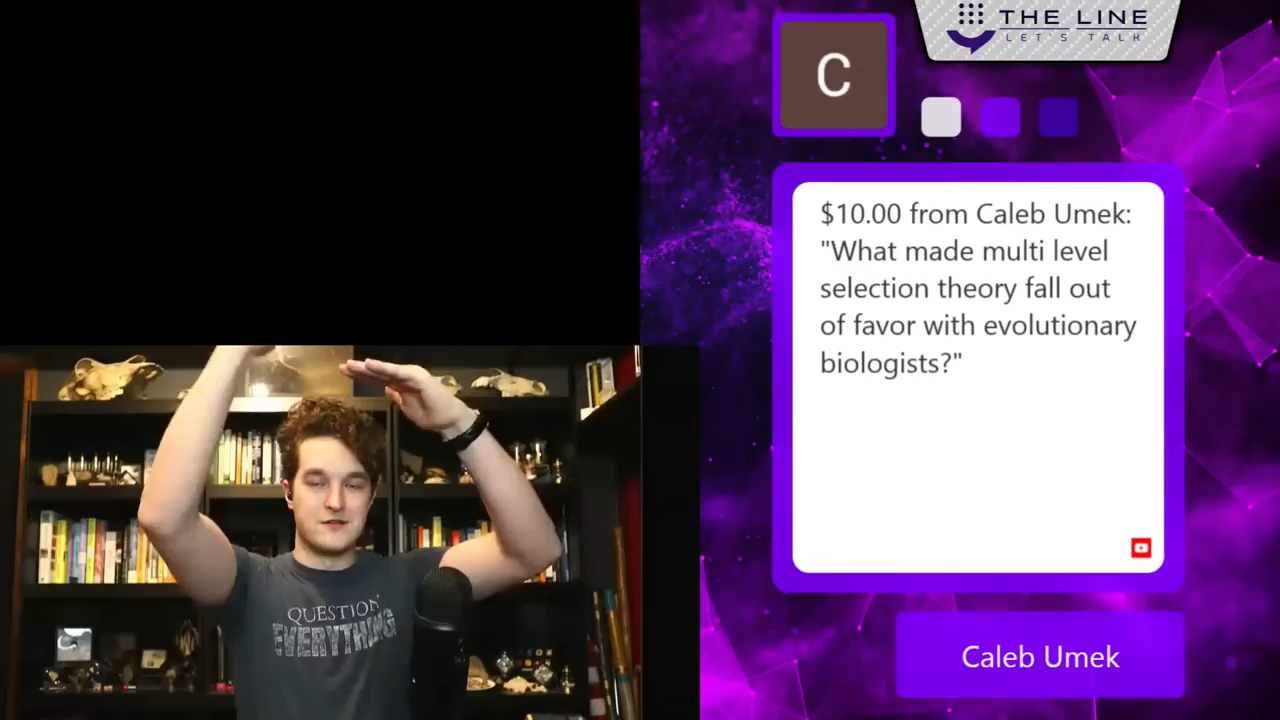 THE LINE
LET'S TALK
C
$10.00 from Caleb Umek:
"What made multi level
selection theory fall out
of favor with evolutionary
biologists?"
QUESTION
EVERYTHING
Caleb Umek